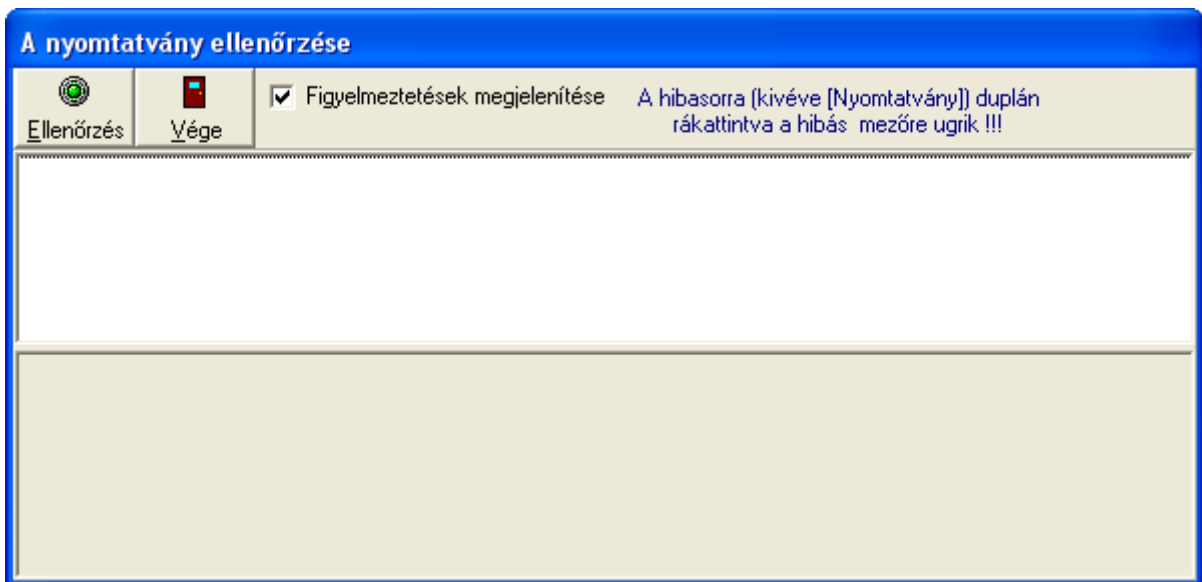 A nyomtatvány ellenőrzése
Ellenőrzés
Vége
Figyelmeztetések megjelenítése
A hibasorra (kivéve [Nyomtatvány]) duplán
rákattintva a hibás mezőre ugrik !!!